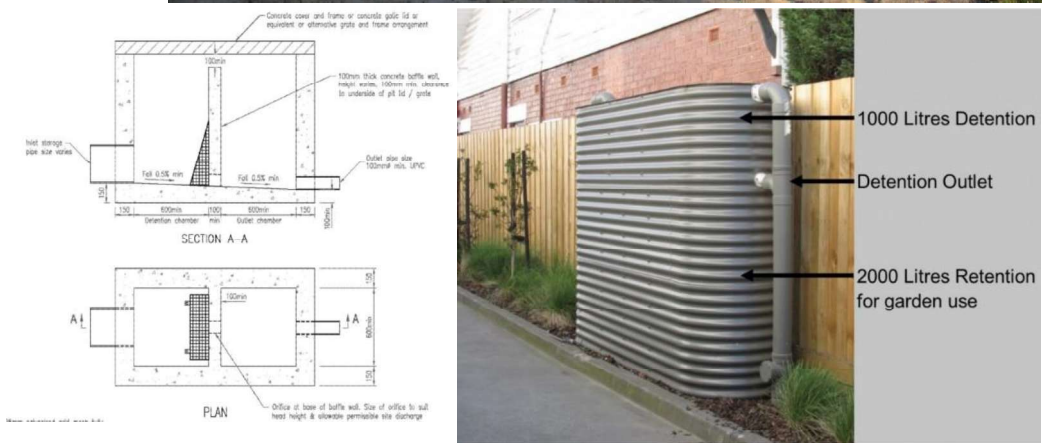 Concrete cover and frame or concrete gatic lid or
equivalent or alternative grate and frame arrangement
100min
100mm thick concrete baffle wall,
height varies, 100mm min. clearance
to underside of pit lid / grate
Inlet storage
pipe size varies
Outlet pipe size
100mmø min. UPVC
Fall 0.5% min
Fall 0.5% min
150
100min
150
600min
100
600min
150
Detention chamber
min
Outlet chamber
SECTION A-A
100min
A
A
150
600min
150
PLAN
Orifice at base of baffle wall. Size of orifice to suit
head height & allowable permissible site discharge
1000 Litres Detention
Detention Outlet
2000 Litres Retention
for garden use